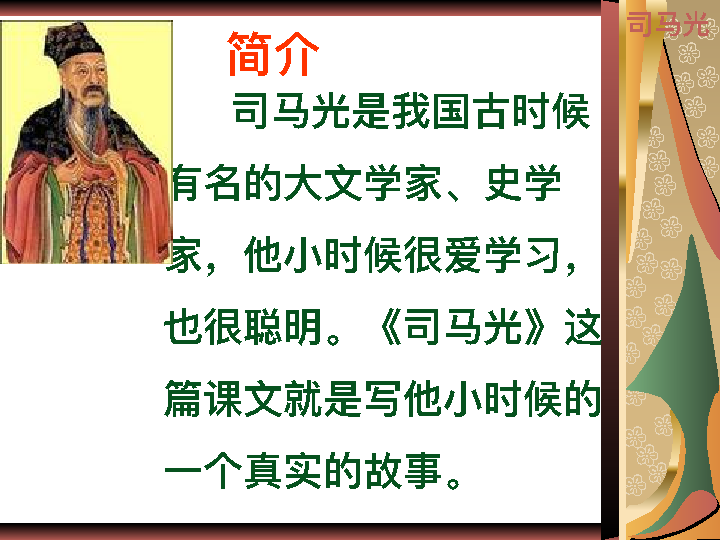 司马光
简介
司马光是我国古时候
有名的大文学家、史学
家，他小时候很爱学习，
也很聪明。《司马光》这
篇课文就是写他小时候的
一个真实的故事。